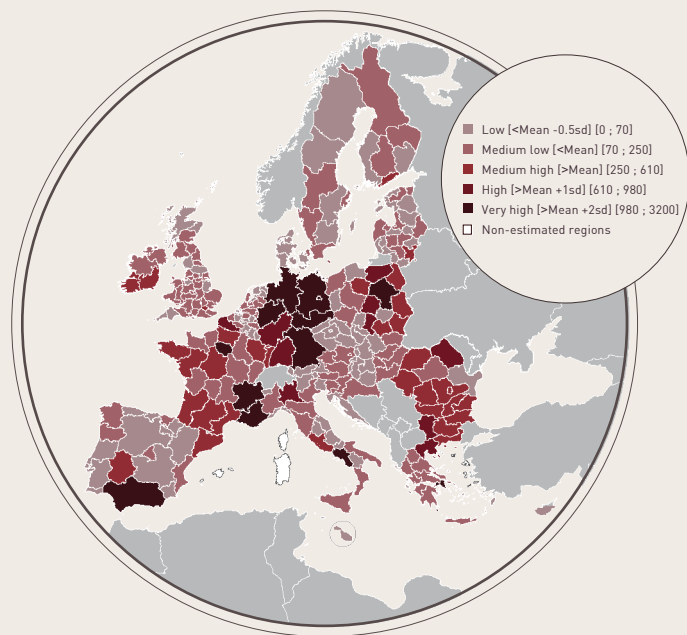 Low [<Mean -0.5sd] [0 ; 70]
Medium low [<Mean] [70 ; 250]
Medium high [>Mean] [250 ; 610]
High [>Mean +1sd] [610 ; 980]
Very high [>Mean +2sd] [980 ; 3200]
Non-estimated regions